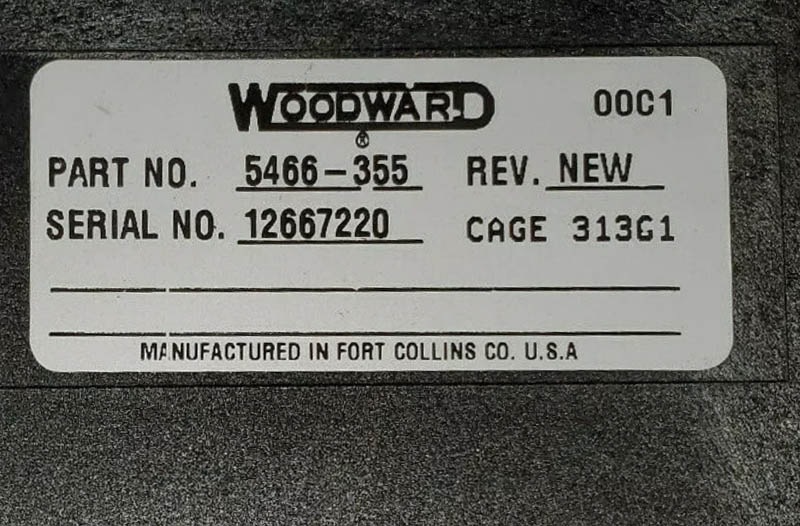 WOODWARD 00C1
®
PART NO. 5466-355 REV. NEW
SERIAL NO. 12667220 CAGE 313G1
MANUFACTURED IN FORT COLLINS CO. U.S.A